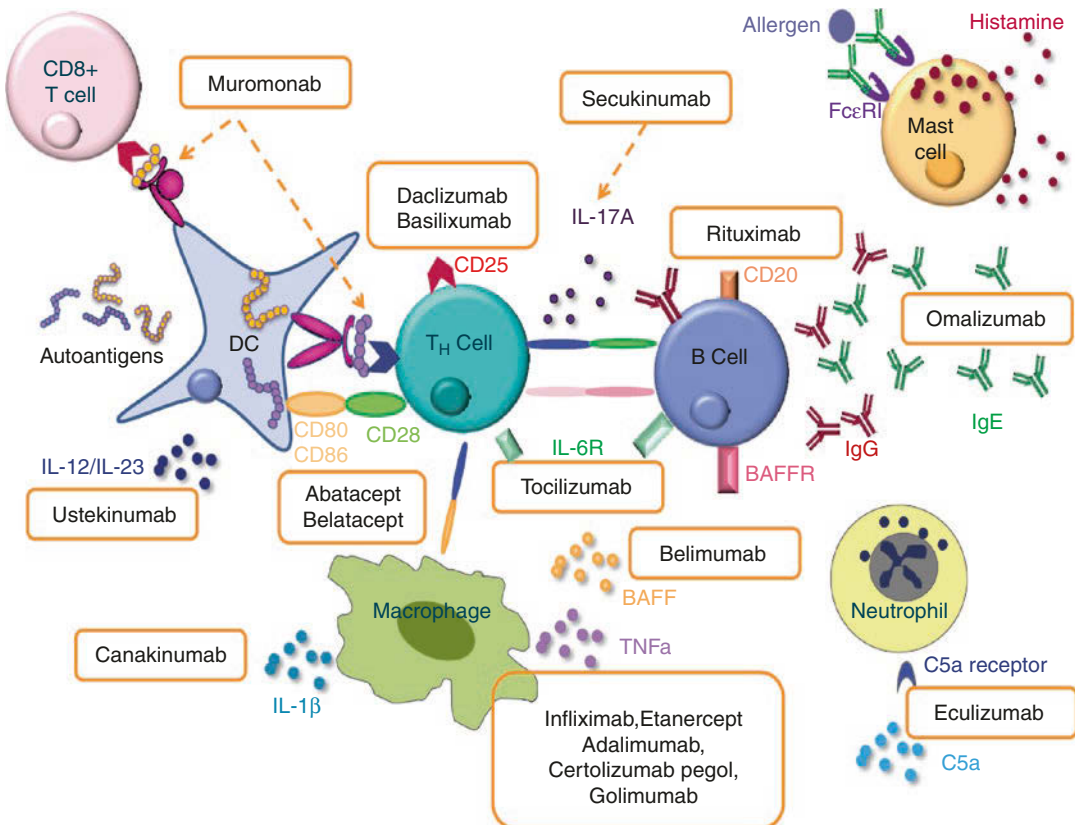 Allergen
Histamine
CD8+
T cell
Muromonab
Secukinumab
FcεRI
Mast
cell
Daclizumab
Basilixumab
IL-17A
Rituximab
CD25
CD20
Omalizumab
Autoantigens
DC
TH Cell
B Cell
CD80
CD86
CD28
IL-6R
IgG
IgE
IL-12/IL-23
BAFFR
Ustekinumab
Abatacept
Belatacept
Tocilizumab
Belimumab
BAFF
Macrophage
Neutrophil
TNFa
Canakinumab
IL-1β
C5a receptor
Infliximab,Etanercept
Adalimumab,
Certolizumab pegol,
Golimumab
Eculizumab
C5a